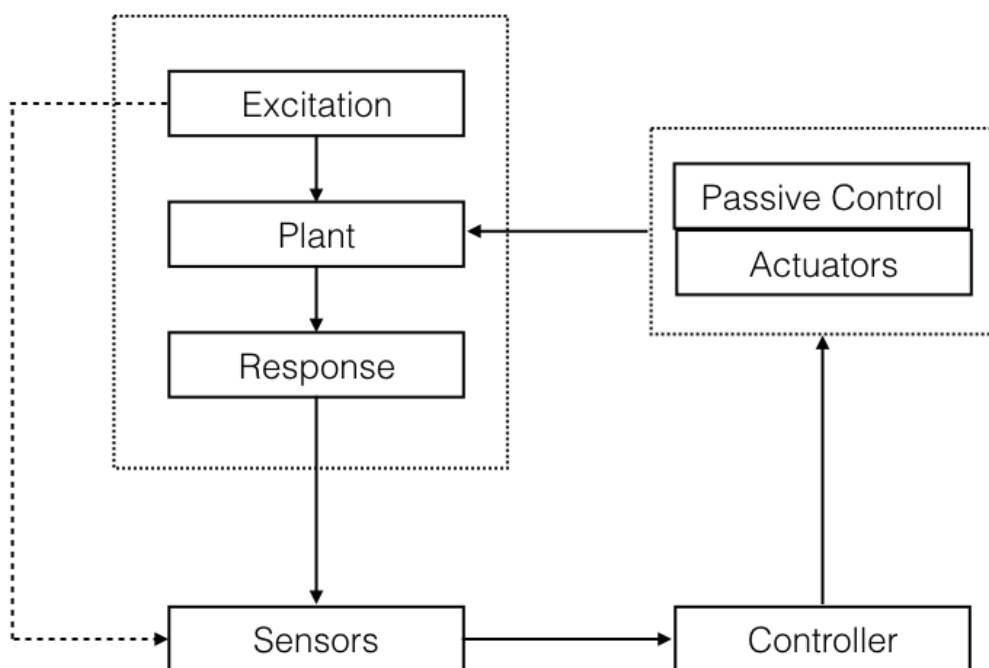 Excitation
Plant
Response
Passive Control
Actuators
Sensors
Controller